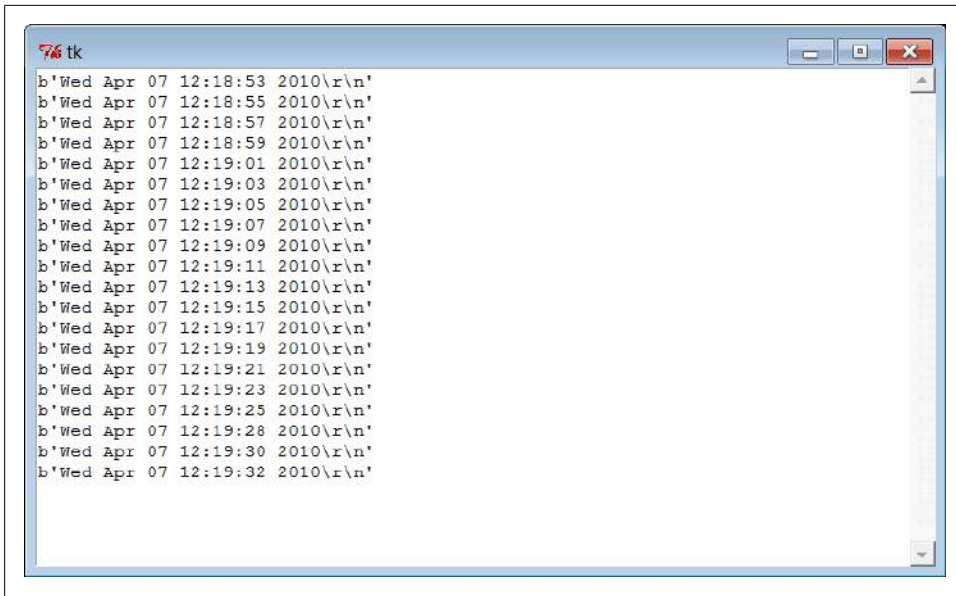 tk
b'Wed Apr 07 12:18:53 2010\r\n'
b'Wed Apr 07 12:18:55 2010\r\n'
b'Wed Apr 07 12:18:57 2010\r\n'
b'Wed Apr 07 12:18:59 2010\r\n'
b'Wed Apr 07 12:19:01 2010\r\n'
b'Wed Apr 07 12:19:03 2010\r\n'
b'Wed Apr 07 12:19:05 2010\r\n'
b'Wed Apr 07 12:19:07 2010\r\n'
b'Wed Apr 07 12:19:09 2010\r\n'
b'Wed Apr 07 12:19:11 2010\r\n'
b'Wed Apr 07 12:19:13 2010\r\n'
b'Wed Apr 07 12:19:15 2010\r\n'
b'Wed Apr 07 12:19:17 2010\r\n'
b'Wed Apr 07 12:19:19 2010\r\n'
b'Wed Apr 07 12:19:21 2010\r\n'
b'Wed Apr 07 12:19:23 2010\r\n'
b'Wed Apr 07 12:19:25 2010\r\n'
b'Wed Apr 07 12:19:28 2010\r\n'
b'Wed Apr 07 12:19:30 2010\r\n'
b'Wed Apr 07 12:19:32 2010\r\n'